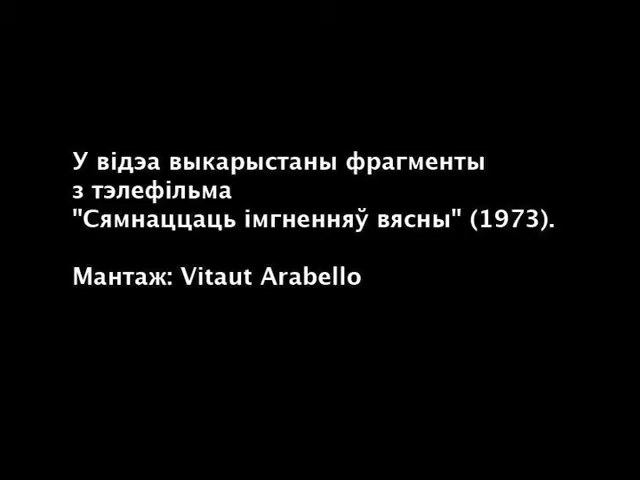 У відэа выкарыстаны фрагменты
з тэлефільма
"Сямнаццаць імгненняў вясны" (1973).
Мантаж: Vitaut Arabello